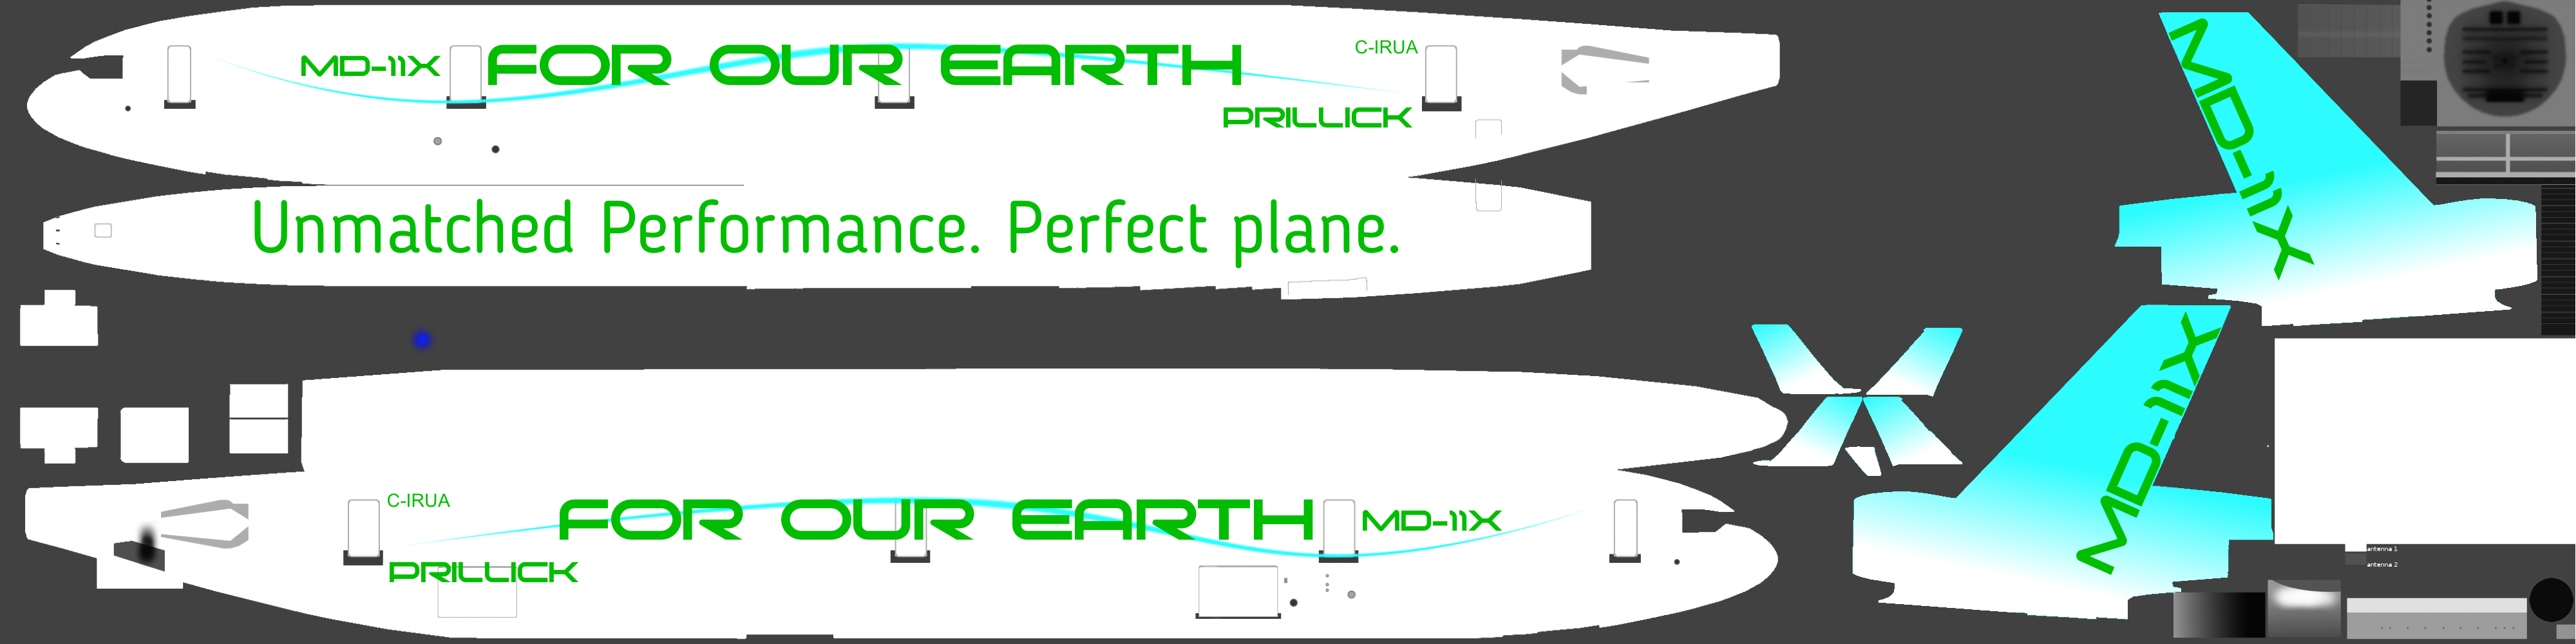 MD-11X
FOR OUR EARTH
C-IRUA
PRILLICK
MD-11X
Unmatched Performance. Perfect plane.
MD-11X
C-IRUA
FOR OUR EARTH
MD-11X
PRILLICK
antenna 1
antenna 2